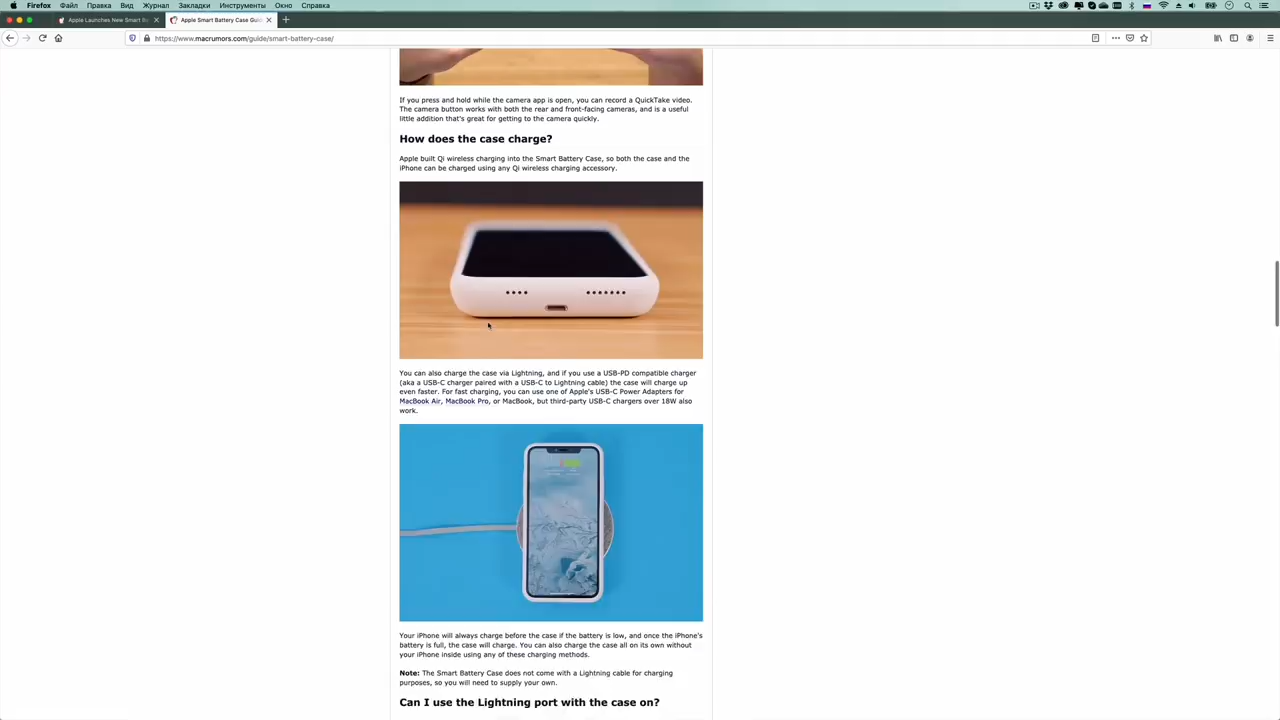 Firefox Файл Правка Вид Журнал Закладки Инструменты Окно Справка
Apple Launches New Smart Ba
Apple Smart Battery Case Guid
https://www.macrumors.com/guide/smart-battery-case/
If you press and hold while the camera app is open, you can record a QuickTake video.
The camera button works with both the rear and front-facing cameras, and is a useful
little addition that's great for getting to the camera quickly.
How does the case charge?
Apple built Qi wireless charging into the Smart Battery Case, so both the case and the
iPhone can be charged using any Qi wireless charging accessory.
You can also charge the case via Lightning, and if you use a USB-PD compatible charger
(aka a USB-C charger paired with a USB-C to Lightning cable) the case will charge up
even faster. For fast charging, you can use one of Apple's USB-C Power Adapters for
MacBook Air, MacBook Pro, or MacBook, but third-party USB-C chargers over 18W also
work.
Your iPhone will always charge before the case if the battery is low, and once the iPhone's
battery is full, the case will charge. You can also charge the case all on its own without
your iPhone inside using any of these charging methods.
Note: The Smart Battery Case does not come with a Lightning cable for charging
purposes, so you will need to supply your own.
Can I use the Lightning port with the case on?